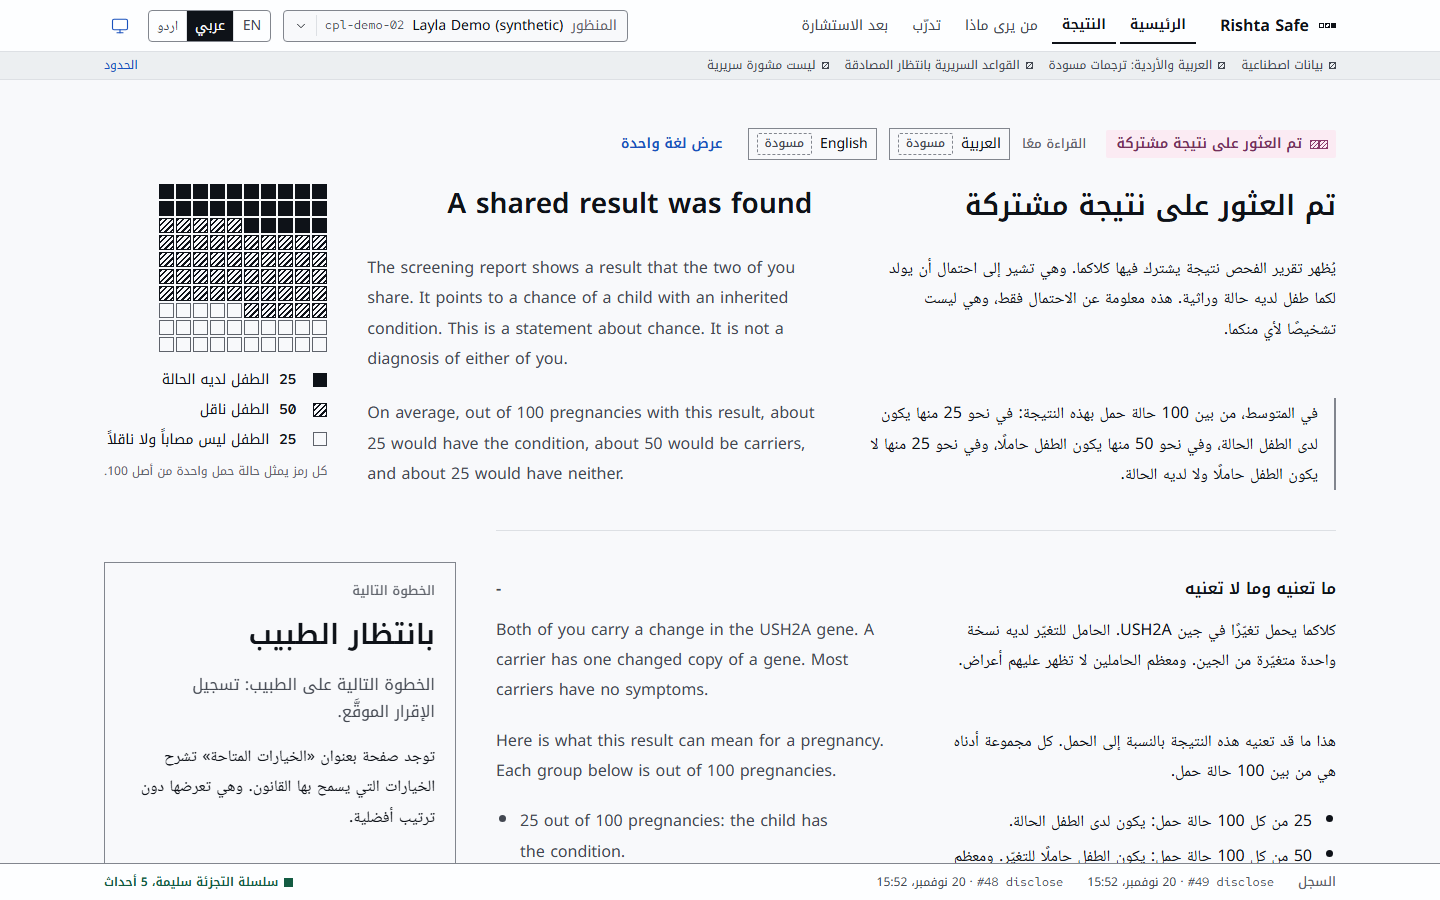 Rishta Safe
الرئيسية
النتيجة
من يرى ماذا
تدرّب
بعد الاستشارة
المنظور Layla Demo (synthetic) cpl-demo-02
EN
عربي
اردو
بيانات اصطناعية
العربية والأردية: ترجمات مسودة
القواعد السريرية بانتظار المصادقة
ليست مشورة سريرية
الحدود
تم العثور على نتيجة مشتركة
القراءة معًا
العربية مسودة
English مسودة
عرض لغة واحدة
تم العثور على نتيجة مشتركة
يُظهر تقرير الفحص نتيجة يشترك فيها كلاكما. وهي تشير إلى احتمال أن يولد
لكما طفل لديه حالة وراثية. هذه معلومة عن الاحتمال فقط، وهي ليست
تشخيصًا لأي منكما.
في المتوسط، من بين 100 حالة حمل بهذه النتيجة: في نحو 25 منها يكون
لدى الطفل الحالة، وفي نحو 50 منها يكون الطفل حاملًا، وفي نحو 25 منها لا
يكون الطفل حاملًا ولا لديه الحالة.
A shared result was found
The screening report shows a result that the two of you
share. It points to a chance of a child with an inherited
condition. This is a statement about chance. It is not a
diagnosis of either of you.
On average, out of 100 pregnancies with this result, about
25 would have the condition, about 50 would be carriers,
and about 25 would have neither.
25 الطفل لديه الحالة
50 الطفل ناقل
25 الطفل ليس مصاباً ولا ناقلاً
كل رمز يمثل حالة حمل واحدة من أصل 100.
ما تعنيه وما لا تعنيه
كلاكما يحمل تغيّرًا في جين USH2A. الحامل للتغيّر لديه نسخة
واحدة متغيّرة من الجين. ومعظم الحاملين لا تظهر عليهم أعراض.
هذا ما قد تعنيه هذه النتيجة بالنسبة إلى الحمل. كل مجموعة أدناه
هي من بين 100 حالة حمل.
• 25 من كل 100 حالة حمل: يكون لدى الطفل الحالة.
• 50 من كل 100 حالة حمل: يكون الطفل حاملًا للتغيّر. ومعظم
-
Both of you carry a change in the USH2A gene. A
carrier has one changed copy of a gene. Most
carriers have no symptoms.
Here is what this result can mean for a pregnancy.
Each group below is out of 100 pregnancies.
• 25 out of 100 pregnancies: the child has
the condition.
الخطوة التالية
بانتظار الطبيب
الخطوة التالية على الطبيب: تسجيل
الإقرار الموقَّع.
توجد صفحة بعنوان «الخيارات المتاحة» تشرح
الخيارات التي يسمح بها القانون. وهي تعرضها دون
ترتيب أفضلية.
السجل
disclose #49 · 20 نوفمبر، 15:52
disclose #48 · 20 نوفمبر، 15:52
سلسلة التجزئة سليمة، 5 أحداث